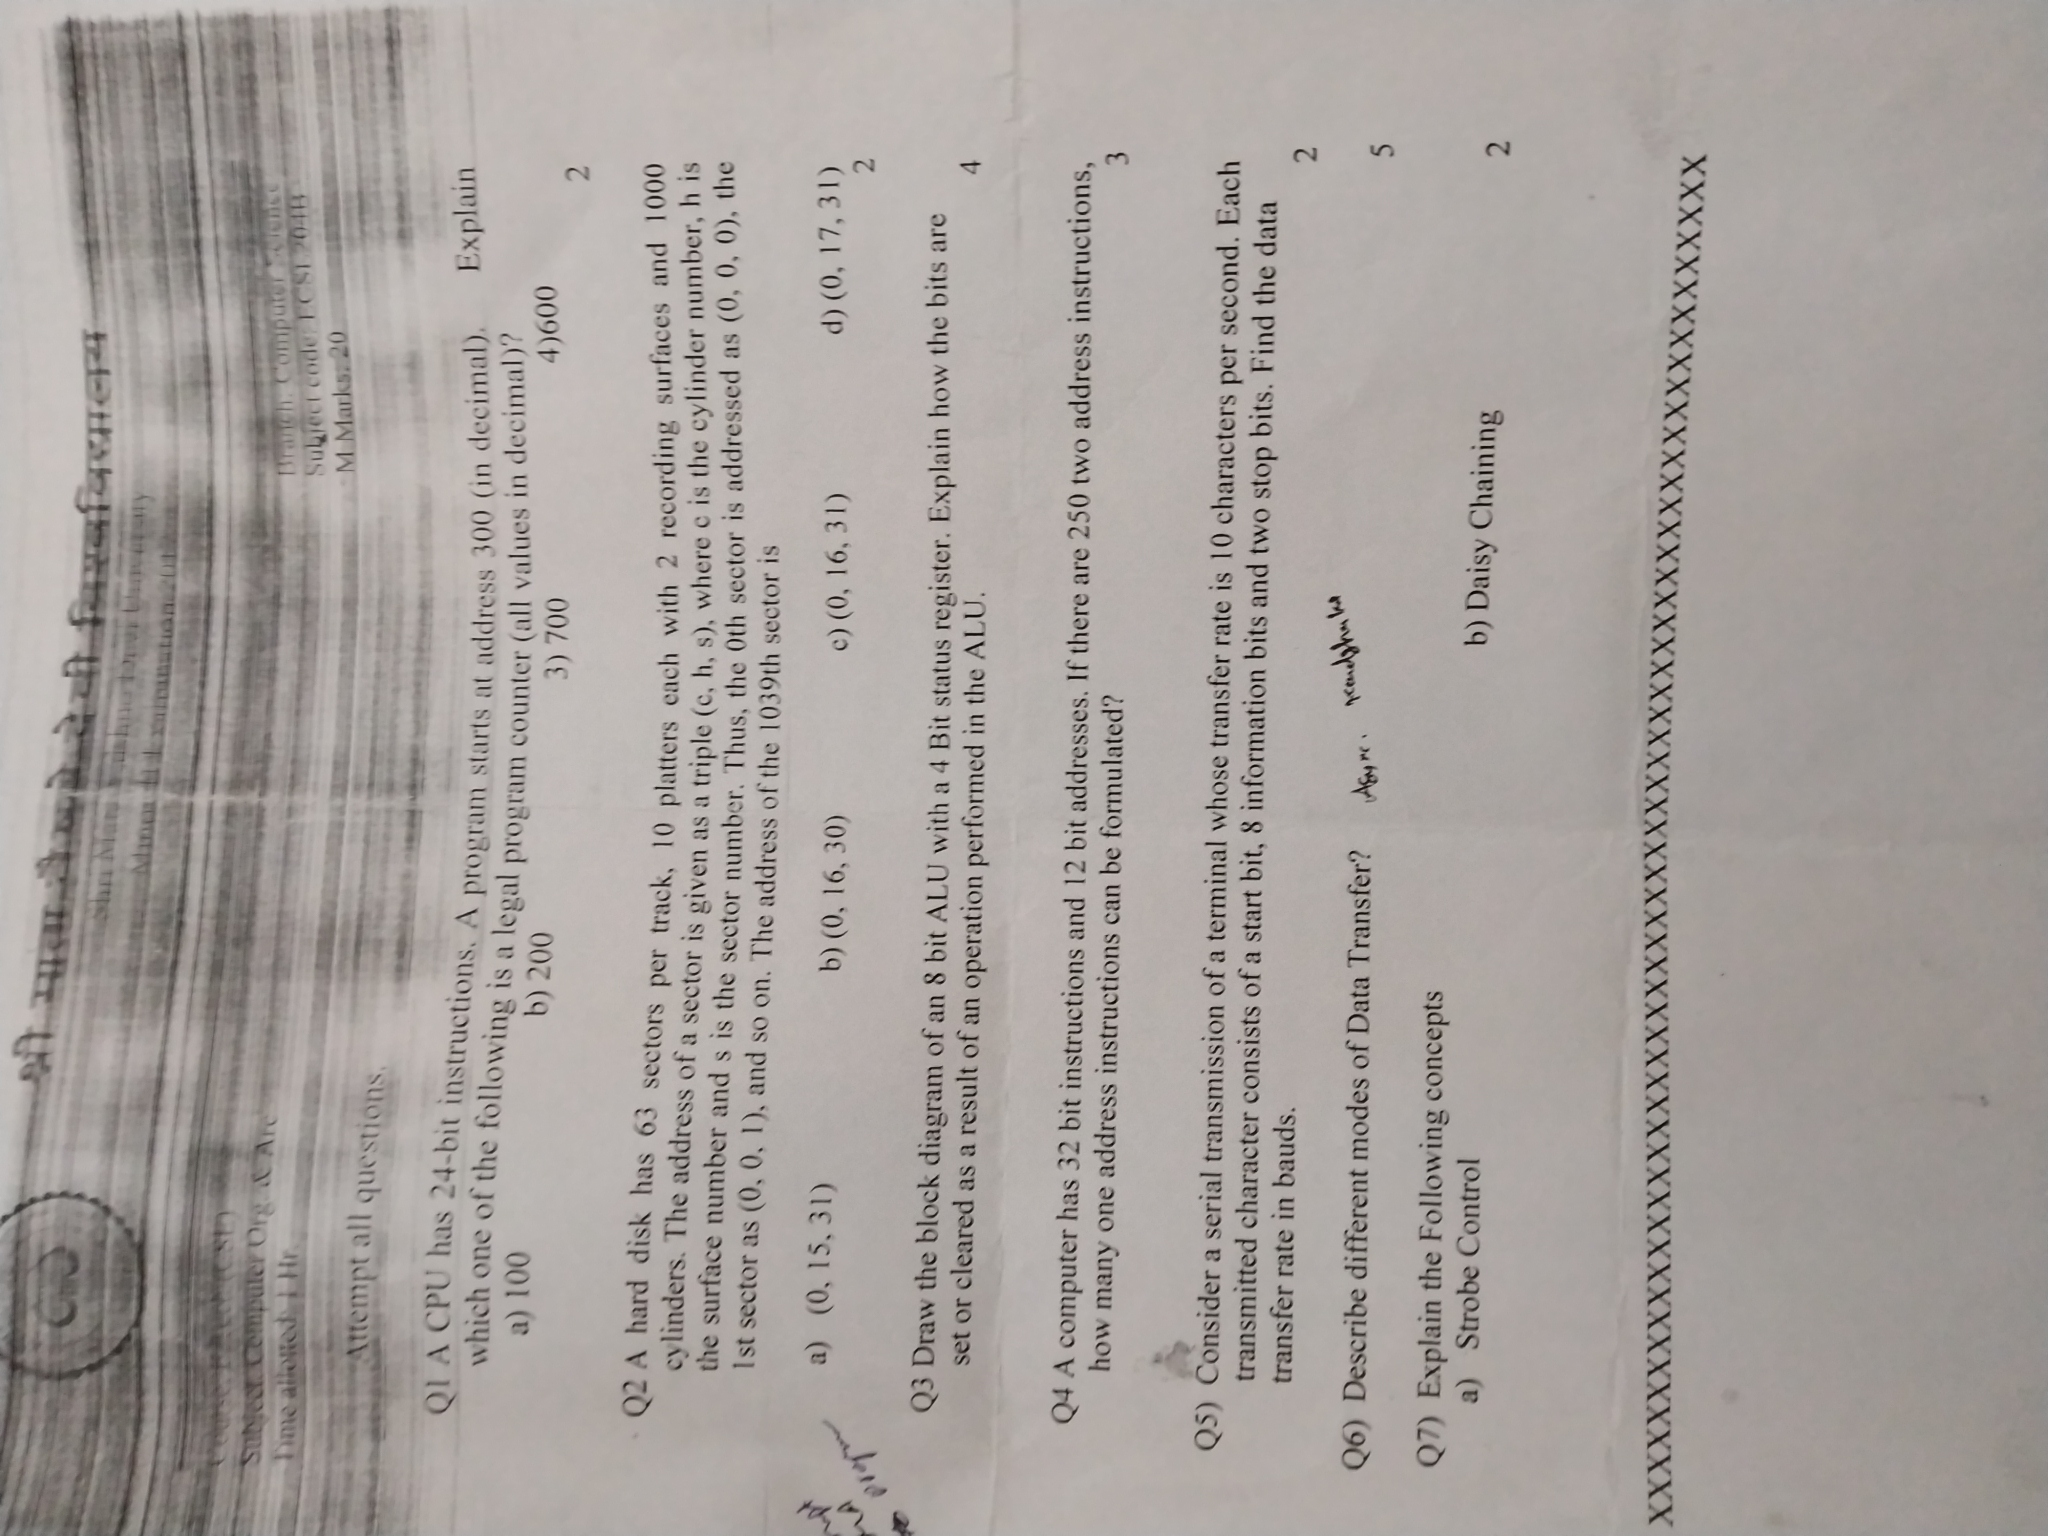 श्री माता वैष्णो देवी विश्वविद्यालय
Shri Mata Vaishno Devi University
Minor II Examination
Course: B.Tech (CSE)
Subject: Computer Org. & Arc
Time allotted: 1 Hr.
Branch: Computer Science
Subject code:
M Marks: 20
Attempt all questions.
Q1 A CPU has 24-bit instructions. A program starts at address 300 (in decimal). Explain
which one of the following is a legal program counter (all values in decimal)?
a) 100 b) 200 3) 700 4)600
2
Q2 A hard disk has 63 sectors per track, 10 platters each with 2 recording surfaces and 1000
cylinders. The address of a sector is given as a triple (c, h, s), where c is the cylinder number, h is
the surface number and s is the sector number. Thus, the 0th sector is addressed as (0, 0, 0), the
1st sector as (0, 0, 1), and so on. The address of the 1039th sector is
a) (0, 15, 31) b) (0, 16, 30) c) (0, 16, 31) d) (0, 17, 31)
2
program
Q3 Draw the block diagram of an 8 bit ALU with a 4 Bit status register. Explain how the bits are
set or cleared as a result of an operation performed in the ALU.
4
Q4 A computer has 32 bit instructions and 12 bit addresses. If there are 250 two address instructions,
how many one address instructions can be formulated?
3
Q5) Consider a serial transmission of a terminal whose transfer rate is 10 characters per second. Each
transmitted character consists of a start bit, 8 information bits and two stop bits. Find the data
transfer rate in bauds.
2
Q6) Describe different modes of Data Transfer? Async.
5
Q7) Explain the Following concepts
a) Strobe Control b) Daisy Chaining
2
XXXXXXXXXXXXXXXXXXXXXXXXXXXXXXXXXXXXXXXXXXXXXXXXXXXXXXXXXX